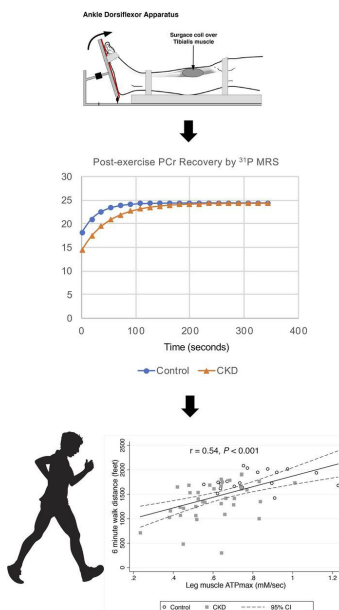 Ankle Dorsiflexor Apparatus
Surgace coil over
Tibialis muscle
Post-exercise PCr Recovery by ³¹P MRS
30
25
20
15
10
5
0
0 100 200 300 400
Time (seconds)
Control CKD
r = 0.54, P < 0.001
6 minute walk distance (feet)
2500
2000
1500
1000
500
0
.2 .4 .6 .8 1 1.2
Leg muscle ATPmax (mM/sec)
Control CKD 95% CI